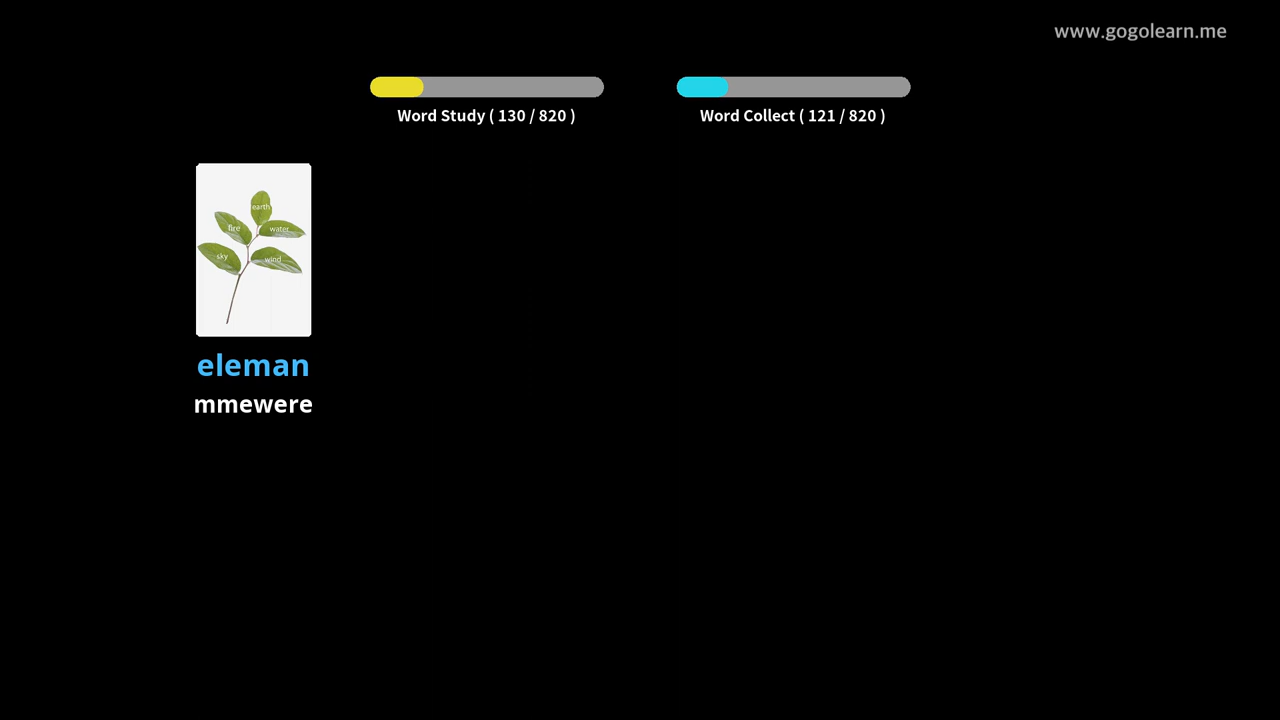 www.gogolearn.me
Word Study ( 130 / 820 )
Word Collect ( 121 / 820 )
earth
fire
water
sky
wind
eleman
mmewere